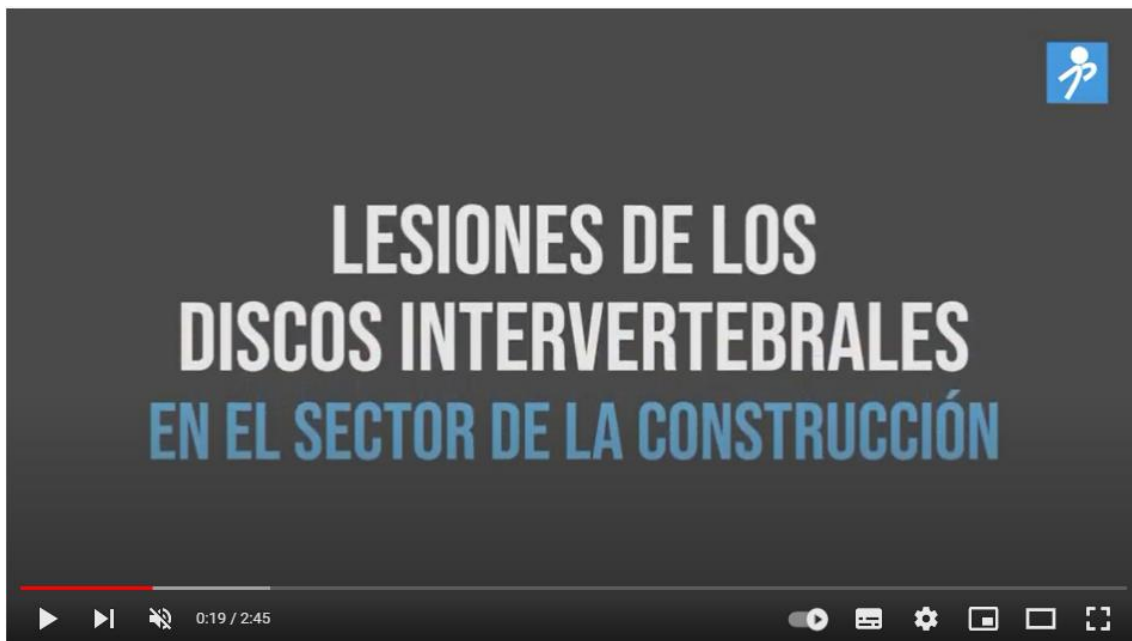 LESIONES DE LOS
DISCOS INTERVERTEBRALES
EN EL SECTOR DE LA CONSTRUCCIÓN
0:19 / 2:45